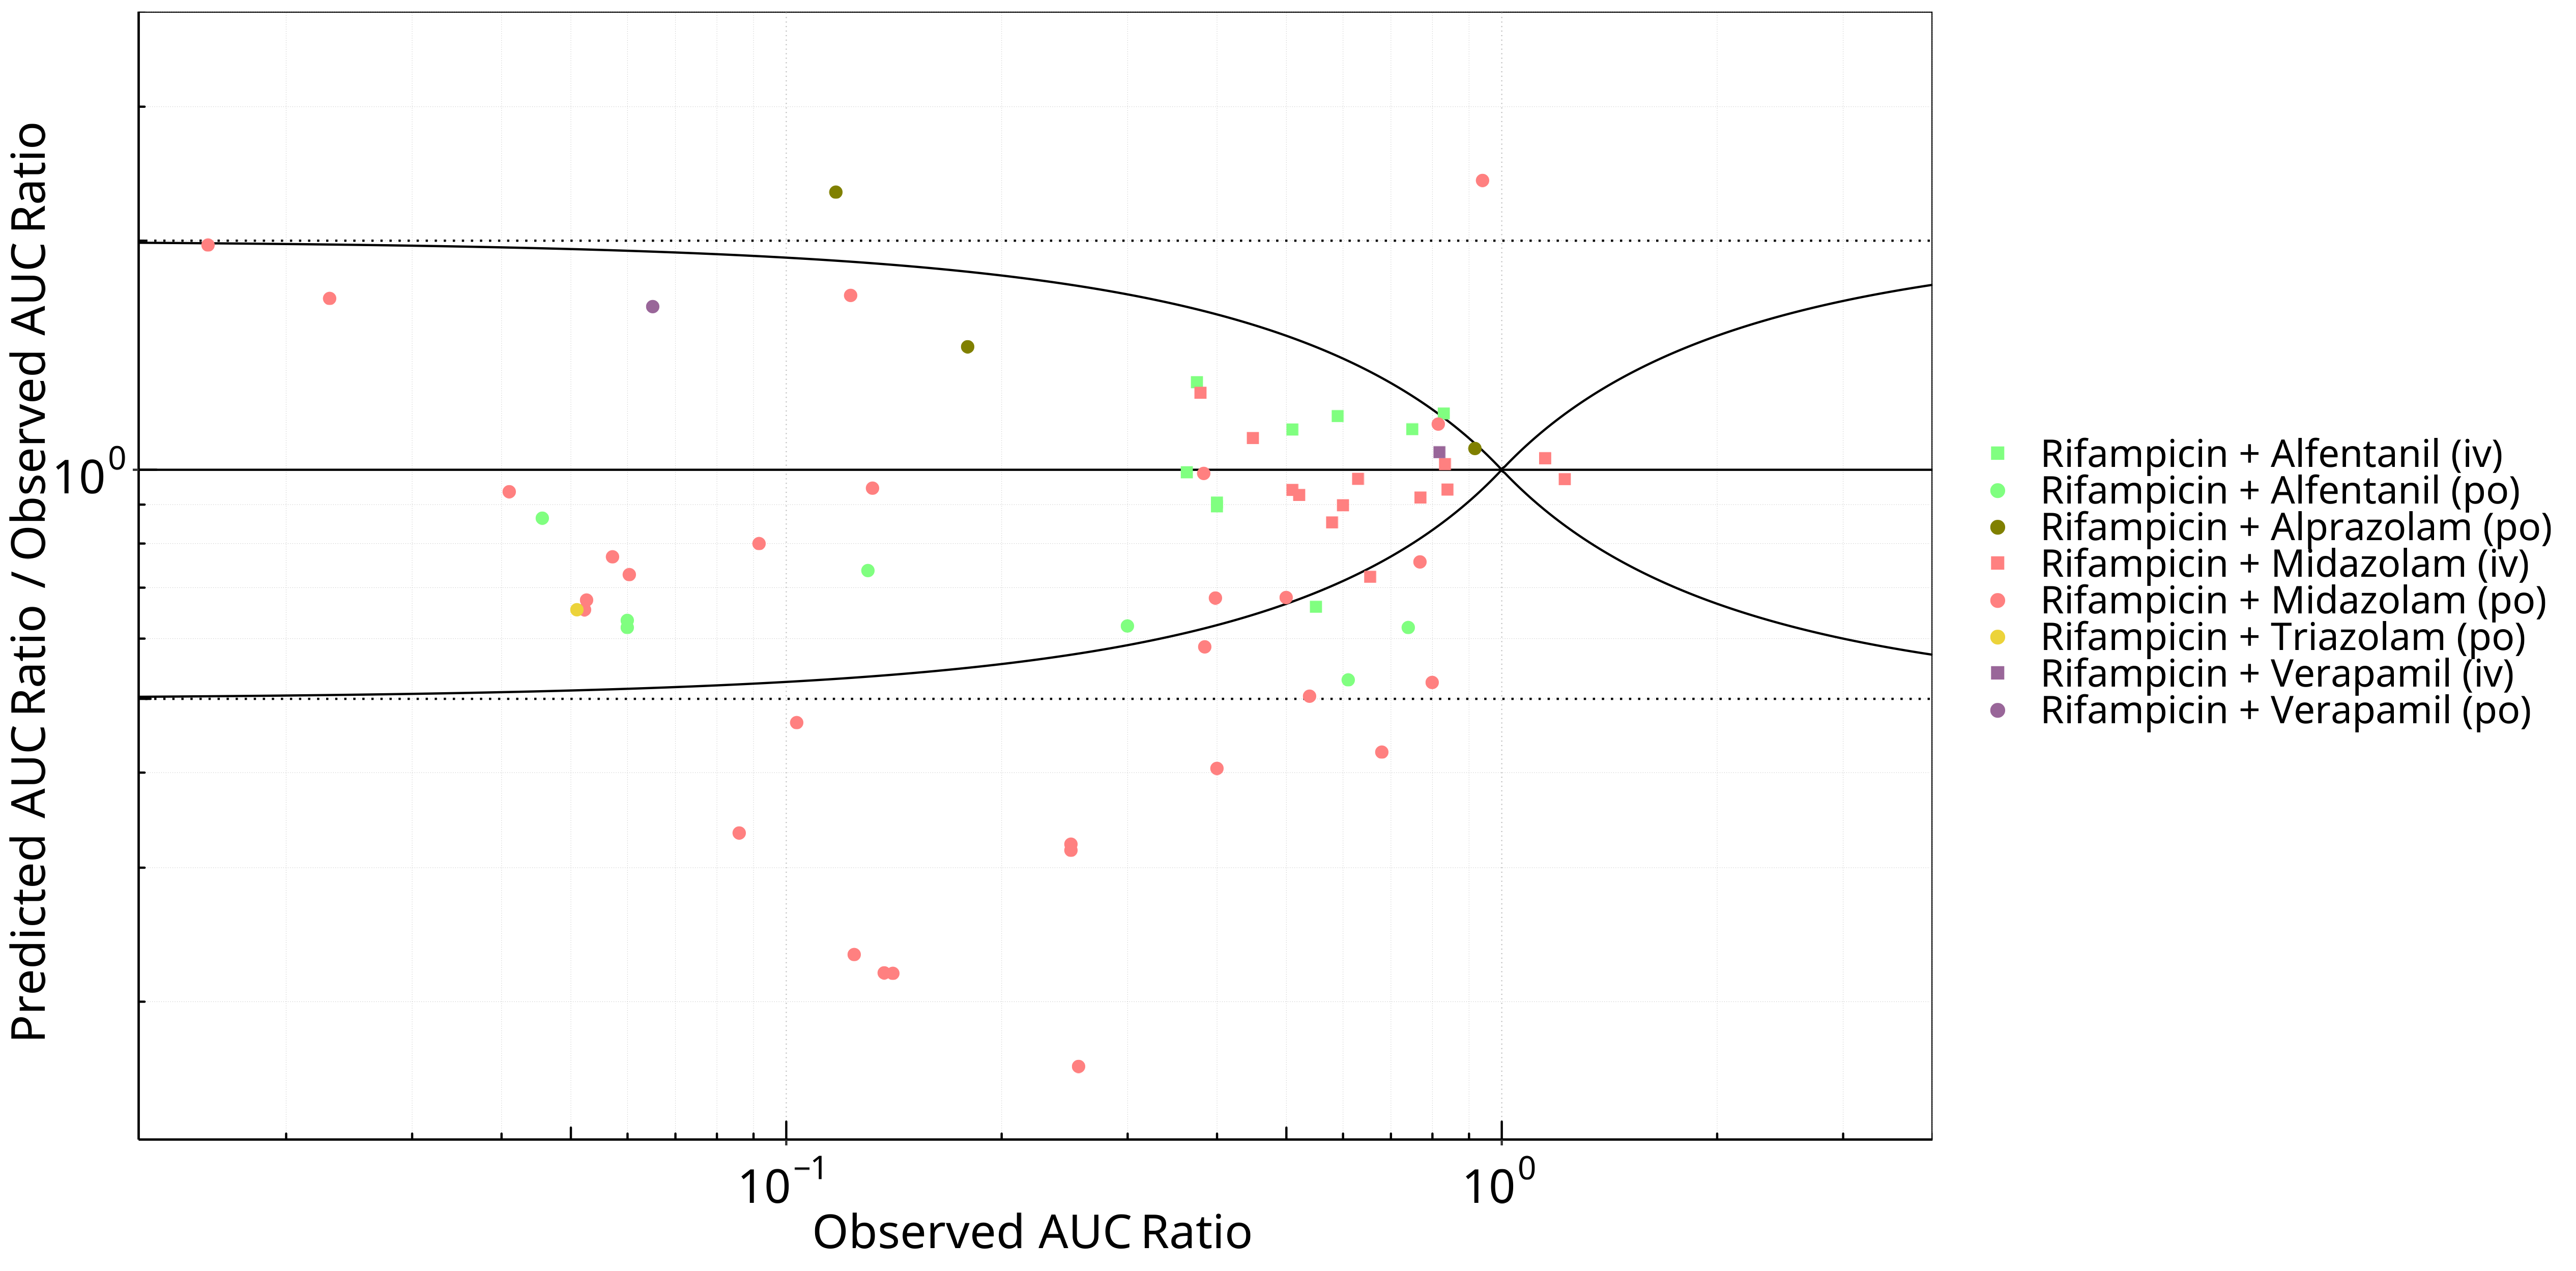 Predicted AUC Ratio / Observed AUC Ratio
10⁰
10⁻¹
10⁰
Observed AUC Ratio
Rifampicin + Alfentanil (iv)
Rifampicin + Alfentanil (po)
Rifampicin + Alprazolam (po)
Rifampicin + Midazolam (iv)
Rifampicin + Midazolam (po)
Rifampicin + Triazolam (po)
Rifampicin + Verapamil (iv)
Rifampicin + Verapamil (po)